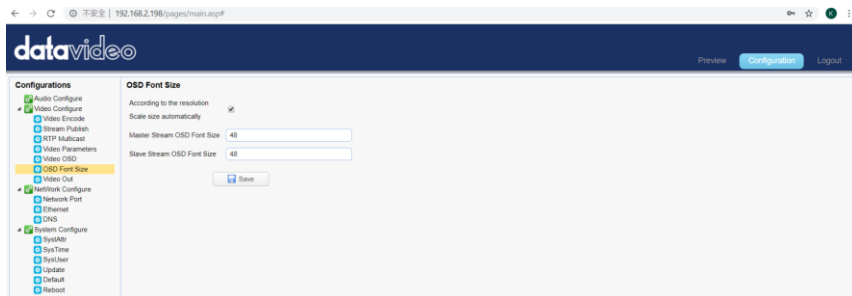 不安全 | 192.168.2.198/pages/main.asp#
K
datavideo
Preview
Configuration
Logout
Configurations
Audio Configure
Video Configure
Video Encode
Stream Publish
RTP Multicast
Video Parameters
Video OSD
OSD Font Size
Video Out
NetWork Configure
Network Port
Ethernet
DNS
System Configure
SystAttr
SysTime
SysUser
Update
Default
Reboot
OSD Font Size
According to the resolution
Scale size automatically
Master Stream OSD Font Size 48
Slave Stream OSD Font Size 48
Save